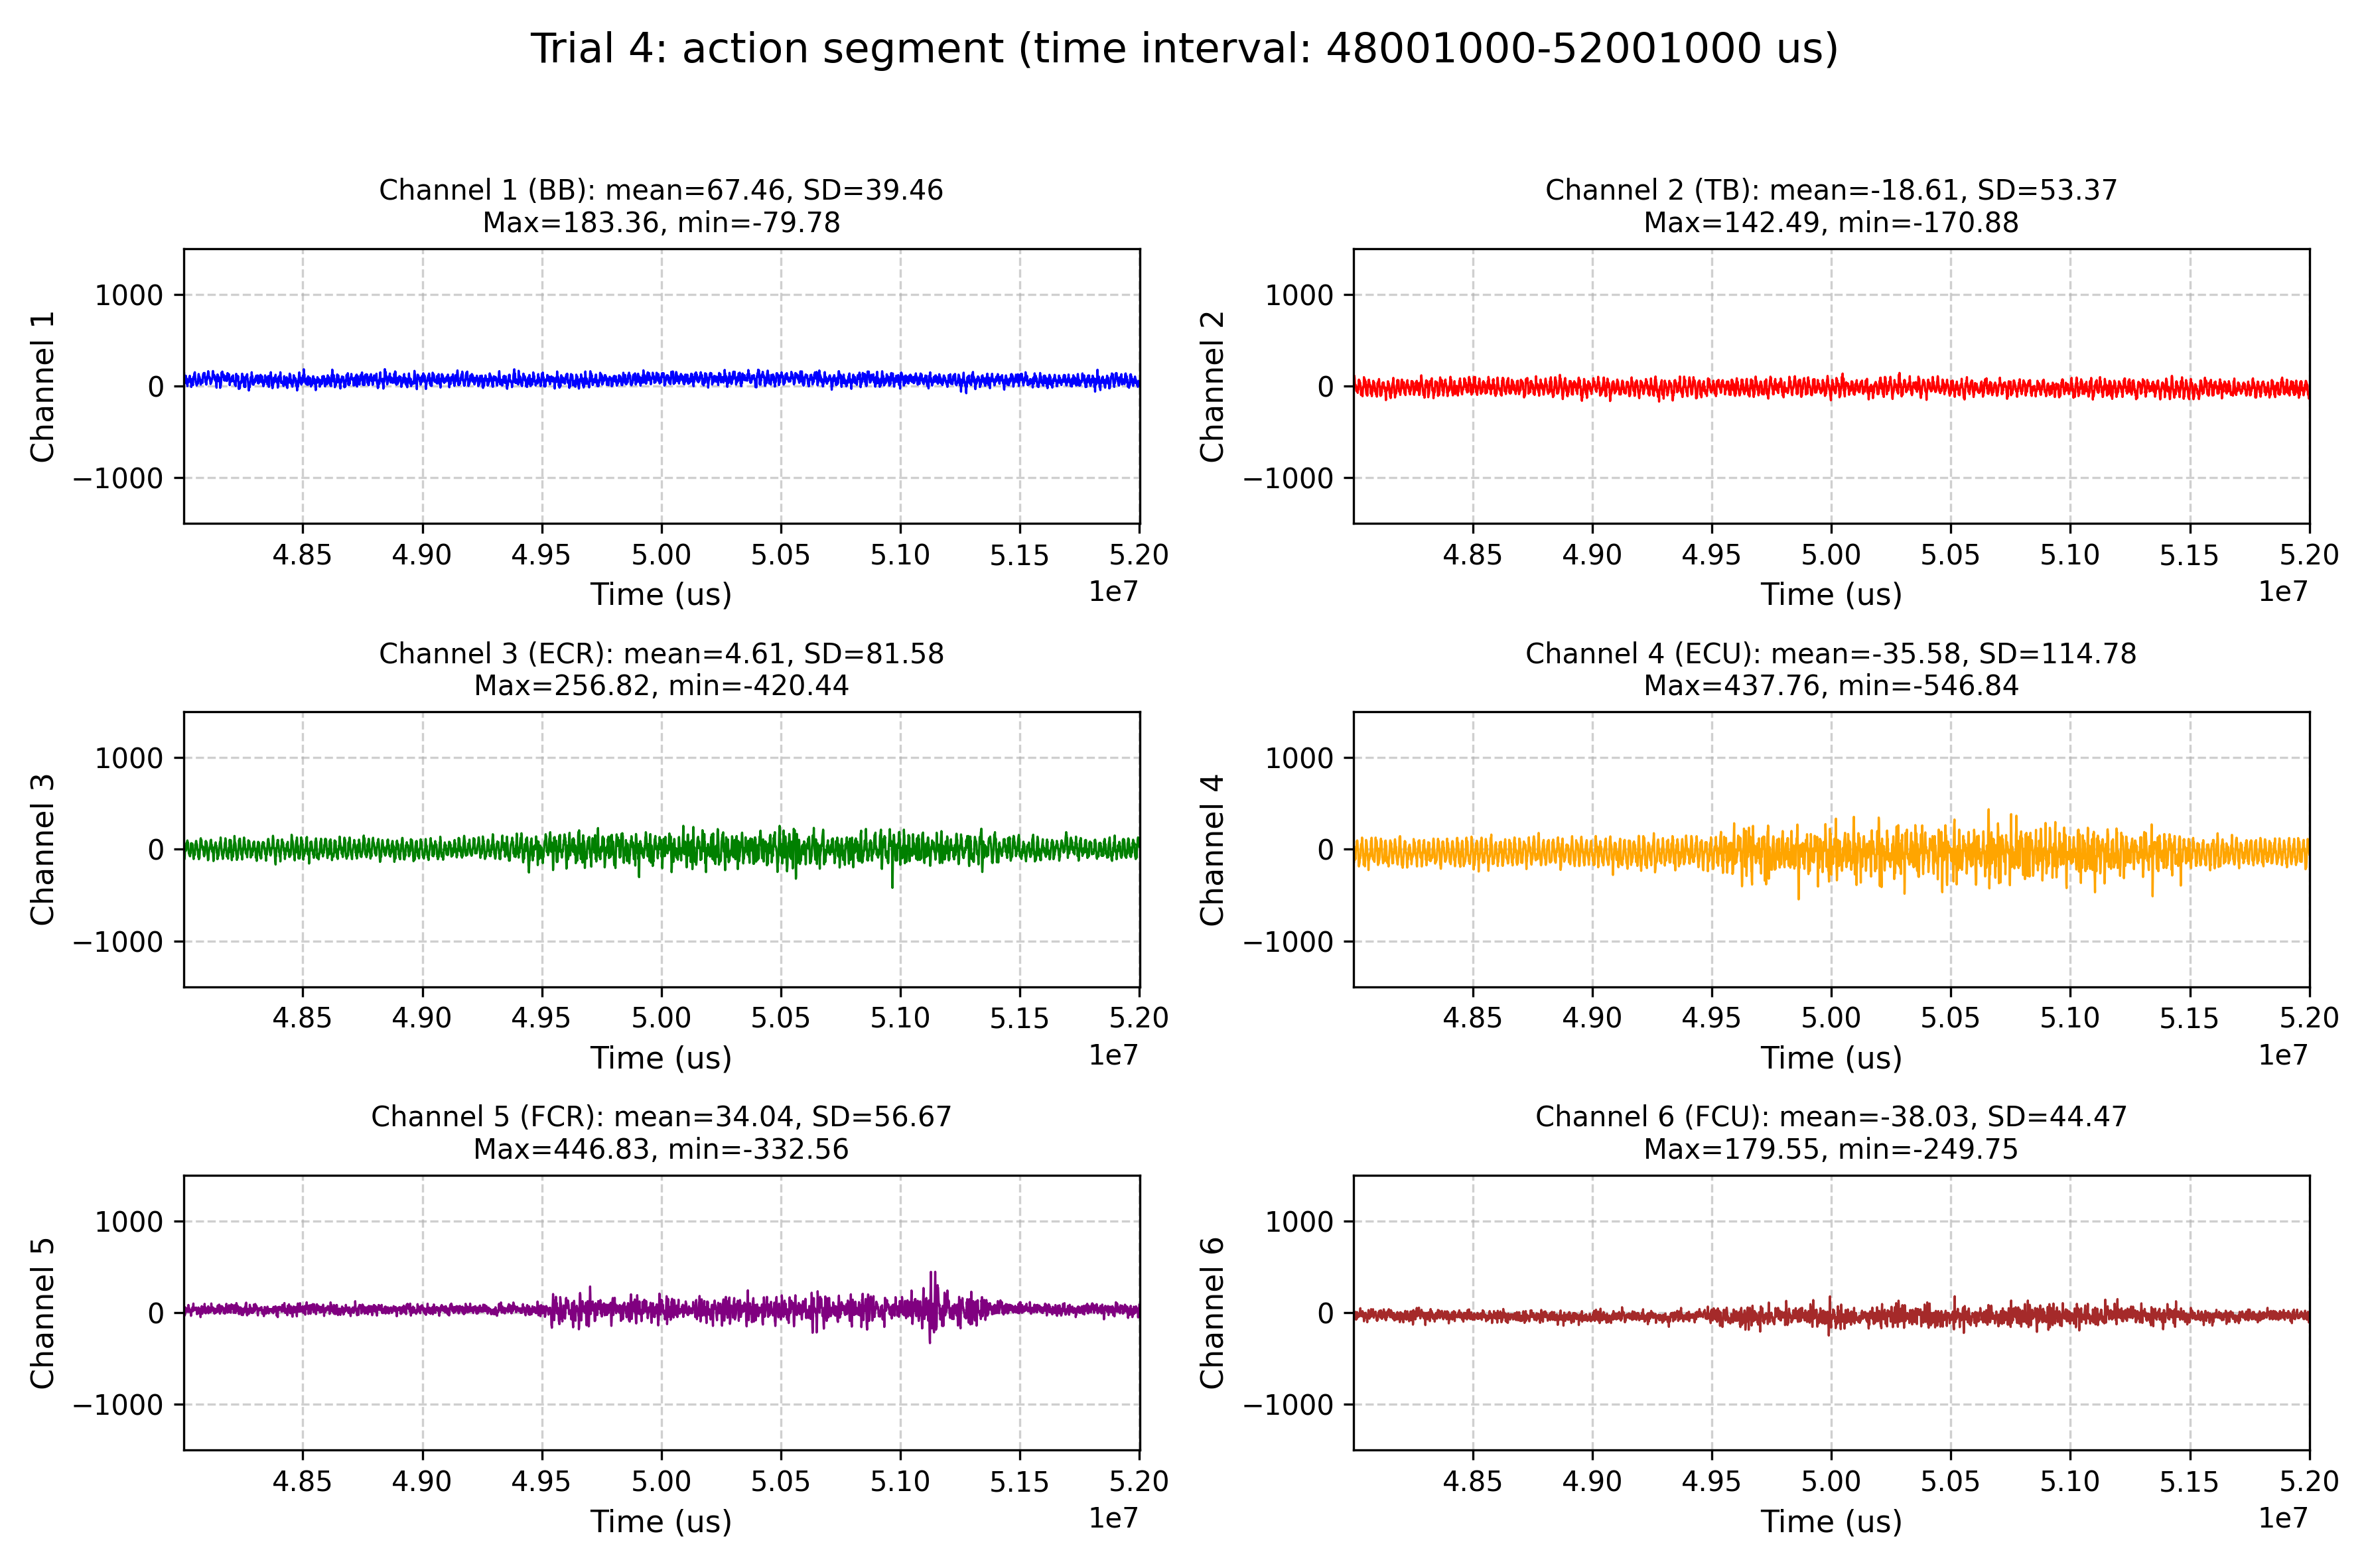 Trial 4: action segment (time interval: 48001000-52001000 us)
Channel 1 (BB): mean=67.46, SD=39.46
Max=183.36, min=-79.78
1000
0
−1000
Channel 1
4.85 4.90 4.95 5.00 5.05 5.10 5.15 5.20
1e7
Time (us)
Channel 2 (TB): mean=-18.61, SD=53.37
Max=142.49, min=-170.88
1000
0
−1000
Channel 2
4.85 4.90 4.95 5.00 5.05 5.10 5.15 5.20
1e7
Time (us)
Channel 3 (ECR): mean=4.61, SD=81.58
Max=256.82, min=-420.44
1000
0
−1000
Channel 3
4.85 4.90 4.95 5.00 5.05 5.10 5.15 5.20
1e7
Time (us)
Channel 4 (ECU): mean=-35.58, SD=114.78
Max=437.76, min=-546.84
1000
0
−1000
Channel 4
4.85 4.90 4.95 5.00 5.05 5.10 5.15 5.20
1e7
Time (us)
Channel 5 (FCR): mean=34.04, SD=56.67
Max=446.83, min=-332.56
1000
0
−1000
Channel 5
4.85 4.90 4.95 5.00 5.05 5.10 5.15 5.20
1e7
Time (us)
Channel 6 (FCU): mean=-38.03, SD=44.47
Max=179.55, min=-249.75
1000
0
−1000
Channel 6
4.85 4.90 4.95 5.00 5.05 5.10 5.15 5.20
1e7
Time (us)